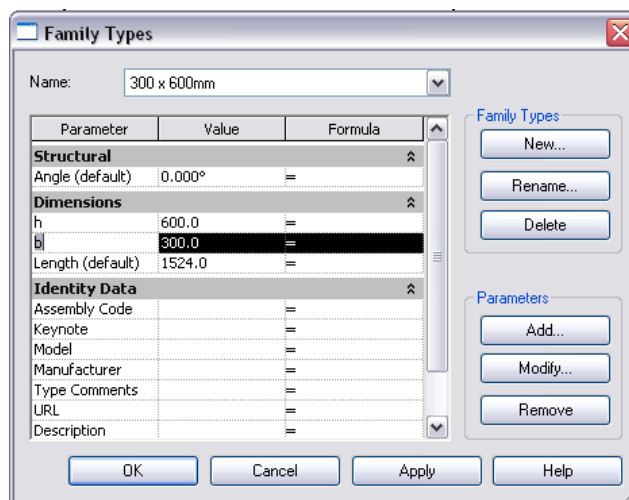 Family Types
Name: 300 x 600mm
Parameter Value Formula
Structural
Angle (default) 0.000° =
Dimensions
h 600.0 =
b 300.0 =
Length (default) 1524.0 =
Identity Data
Assembly Code =
Keynote =
Model =
Manufacturer =
Type Comments =
URL =
Description =
Family Types
New...
Rename...
Delete
Parameters
Add...
Modify...
Remove
OK Cancel Apply Help